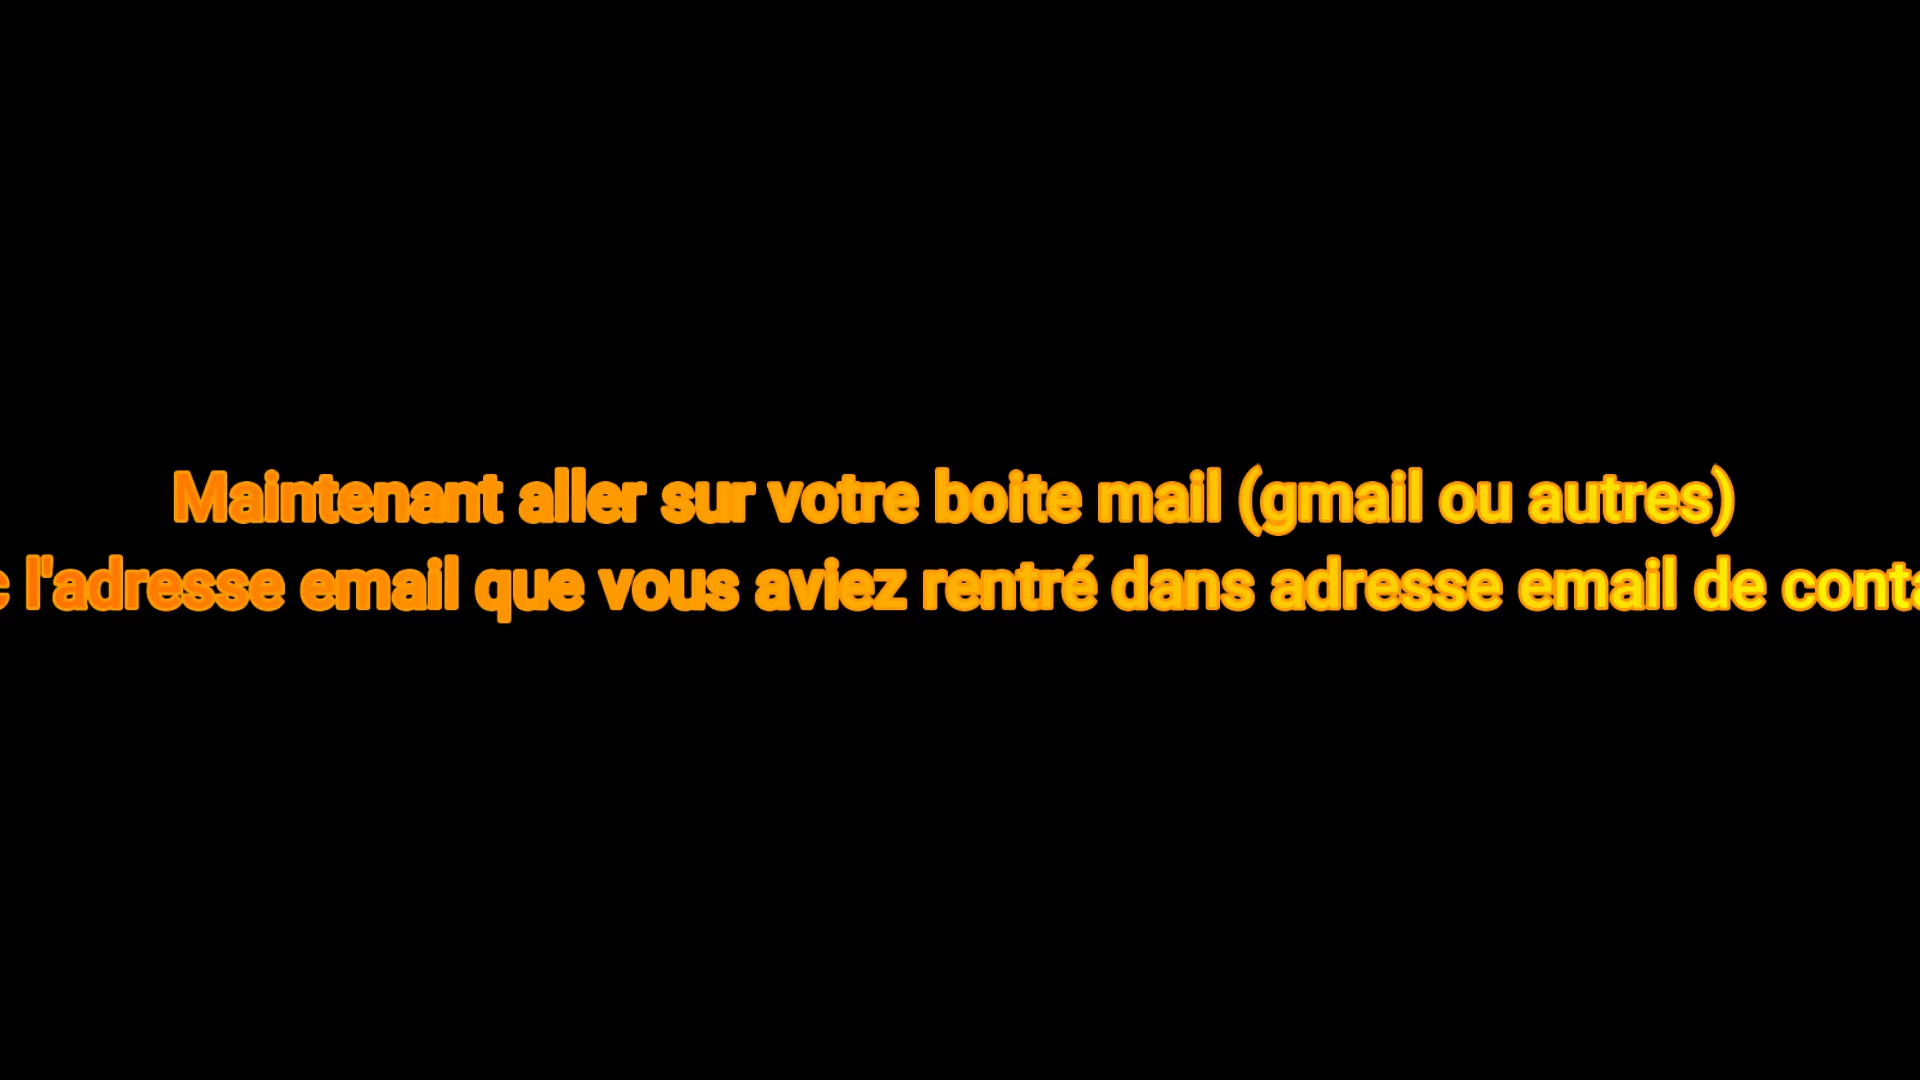 Maintenant aller sur votre boite mail (gmail ou autres)
l'adresse email que vous aviez rentré dans adresse email de